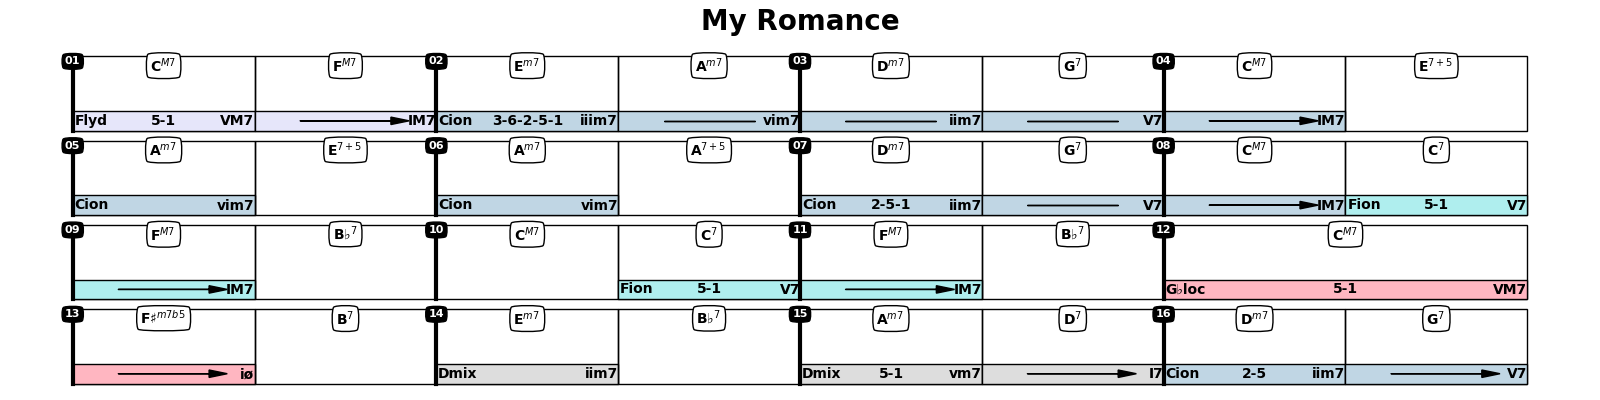 My Romance
01 C^M7 F^M7 02 E^m7 A^m7 03 D^m7 G^7 04 C^M7 E^7+5
Flyd 5-1 VM7 IM7 Cion 3-6-2-5-1 iiim7 vim7 iim7 V7 IM7
05 A^m7 E^7+5 06 A^m7 A^7+5 07 D^m7 G^7 08 C^M7 C^7
Cion vim7 Cion vim7 Cion 2-5-1 iim7 V7 IM7 Fion 5-1 V7
09 F^M7 B♭^7 10 C^M7 C^7 11 F^M7 B♭^7 12 C^M7
IM7 Fion 5-1 V7 IM7 G♭loc 5-1 VM7
13 F♯^m7b5 B^7 14 E^m7 B♭^7 15 A^m7 D^7 16 D^m7 G^7
iø Dmix iim7 Dmix 5-1 vm7 I7 Cion 2-5 iim7 V7